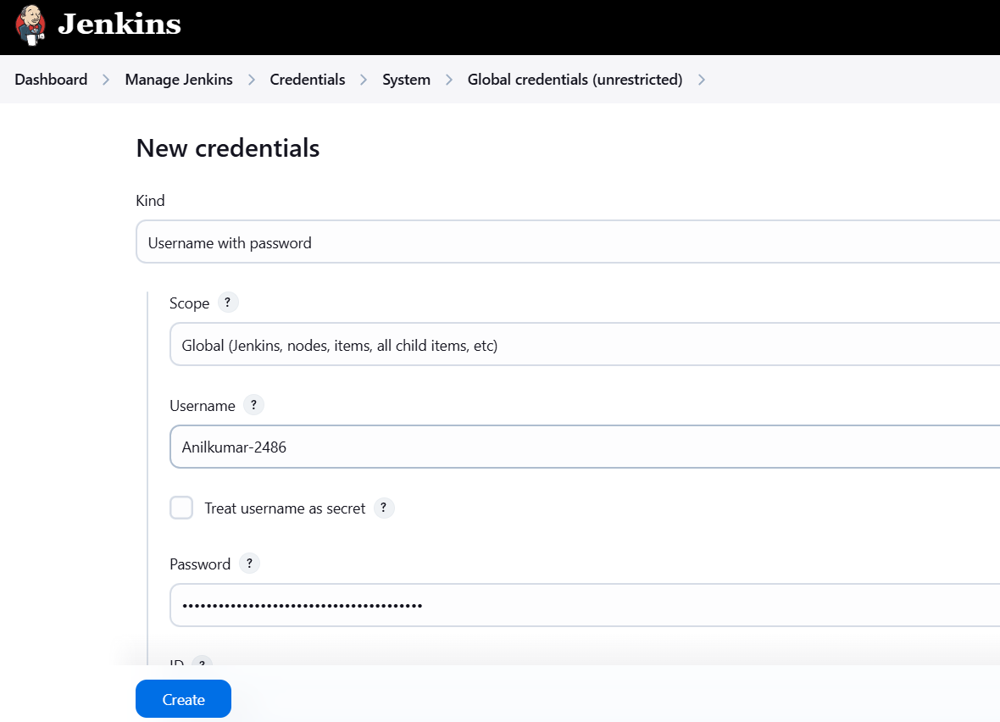 Jenkins
Dashboard > Manage Jenkins > Credentials > System > Global credentials (unrestricted) >
New credentials
Kind
Username with password
Scope ?
Global (Jenkins, nodes, items, all child items, etc)
Username ?
Anilkumar-2486
Treat username as secret ?
Password ?
••••••••••••••••••••••••••••••••••••••••
ID ?
Create